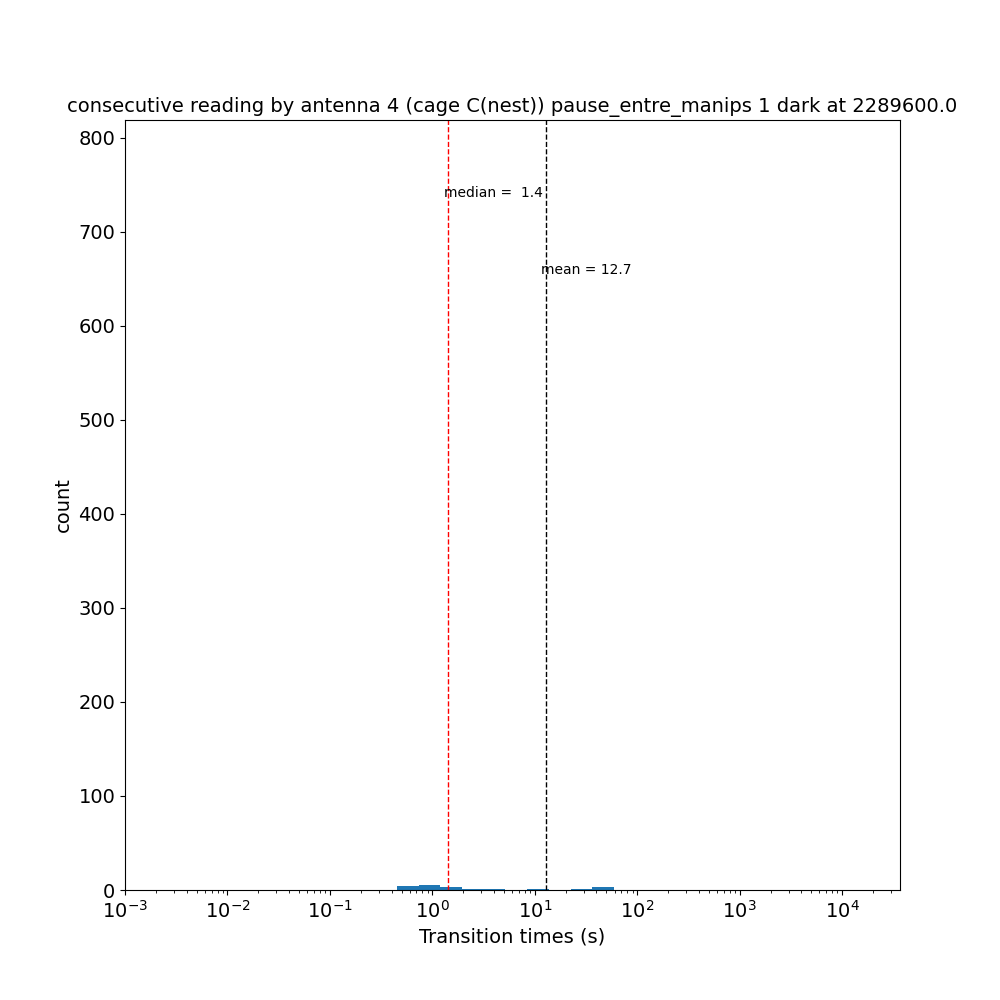 consecutive reading by antenna 4 (cage C(nest)) pause_entre_manips 1 dark at 2289600.0
800
median =  1.4
700
mean = 12.7
600
500
count
400
300
200
100
0
10⁻³ 10⁻² 10⁻¹ 10⁰ 10¹ 10² 10³ 10⁴
Transition times (s)